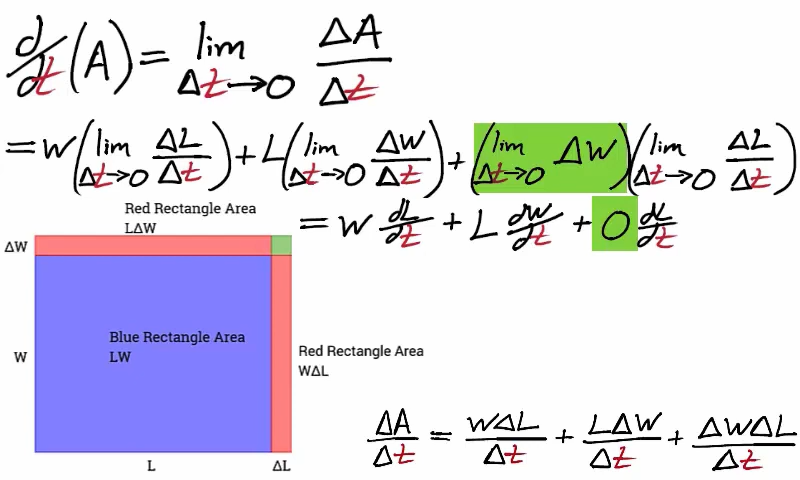 d/dt (A) = lim Δt→0 ΔA/Δt
= W(lim Δt→0 ΔL/Δt) + L(lim Δt→0 ΔW/Δt) + (lim Δt→0 ΔW)(lim Δt→0 ΔL/Δt)
= W dL/dt + L dW/dt + 0 dL/dt
Red Rectangle Area
LΔW
ΔW
Blue Rectangle Area
LW
W
Red Rectangle Area
WΔL
L
ΔL
ΔA/Δt = WΔL/Δt + LΔW/Δt + ΔWΔL/Δt